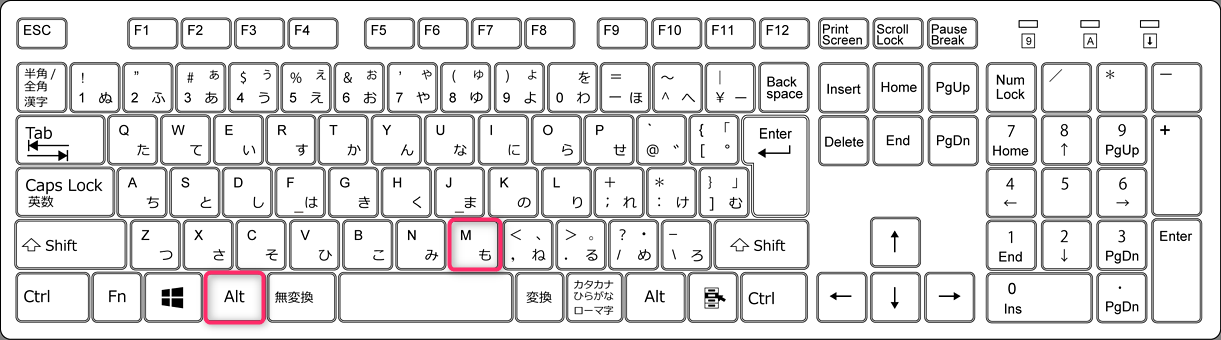 ESC F1 F2 F3 F4 F5 F6 F7 F8 F9 F10 F11 F12 Print Screen Scroll Lock Pause Break 9 A ⬇
半角/全角 漢字 ! 1 ぬ " 2 ふ # ぁ 3 あ $ ぅ 4 う % ぇ 5 え & ぉ 6 お ' ゃ 7 や ( ゅ 8 ゆ ) ょ 9 よ を 0 わ = - ほ ~ ^ へ | ¥ ー Back space Insert Home PgUp Num Lock / * -
Tab Q た W て E い R す T か Y ん U な I に O ら P せ ` @ ゛ { 「 [ ゜ Enter Delete End PgDn 7 Home 8 ↑ 9 PgUp +
Caps Lock 英数 A ち S と D し F _は G き H く J _ま K の L り + ; れ * : け } 」 ] む 4 ← 5 6 →
⇧ Shift Z つ X さ C そ V ひ B こ N み M も < 、 , ね > 。 . る ? ・ / め _ \ ろ ⇧ Shift ↑ 1 End 2 ↓ 3 PgDn Enter
Ctrl Fn Alt 無変換 変換 カタカナ ひらがな ローマ字 Alt Ctrl ← ↓ → 0 Ins . PgDn